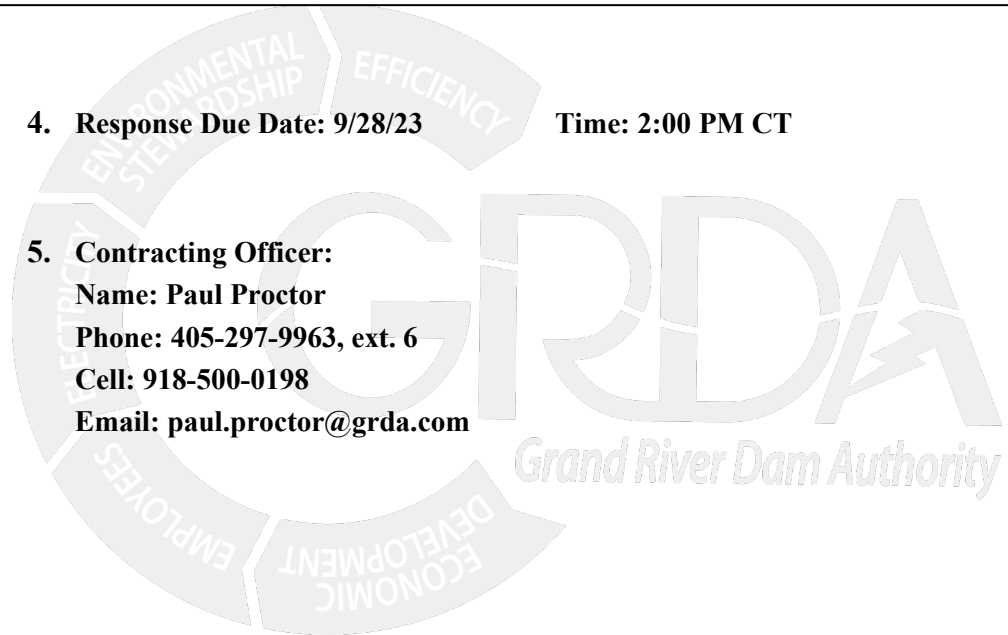 4. Response Due Date: 9/28/23 Time: 2:00 PM CT
5. Contracting Officer:
Name: Paul Proctor
Phone: 405-297-9963, ext. 6
Cell: 918-500-0198
Email: paul.proctor@grda.com
ENVIRONMENTAL
STEWARDSHIP
EFFICIENCY
ELECTRICITY
EMPLOYEES
ECONOMIC
DEVELOPMENT
GRDA
Grand River Dam Authority